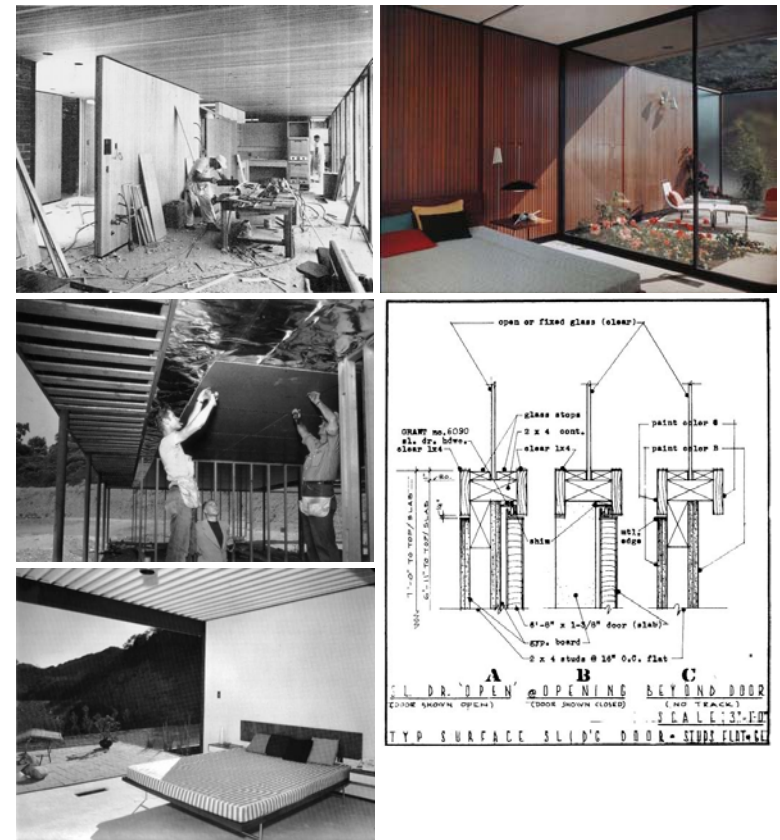 open or fixed glass (clear)
glass stops
GRANT no. 6090
sl. dr. hdwe.
clear 1x4
2 x 4 cont.
clear 1x4
paint color G
paint color B
7'-0" TO TOP/SLAB
6'-11" TO TOP/SLAB
shim
mtl.
edge
6'-8" x 1-3/8" door (slab)
gyp. board
2 x 4 studs @ 16" O.C. flat
A B C
SL. DR. 'OPEN' @ OPENING BEYOND DOOR
(DOOR SHOWN OPEN) (DOOR SHOWN CLOSED) (NO TRACK)
SCALE: 3"=1'-0"
TYP SURFACE SLID'G DOOR • STUDS FLAT